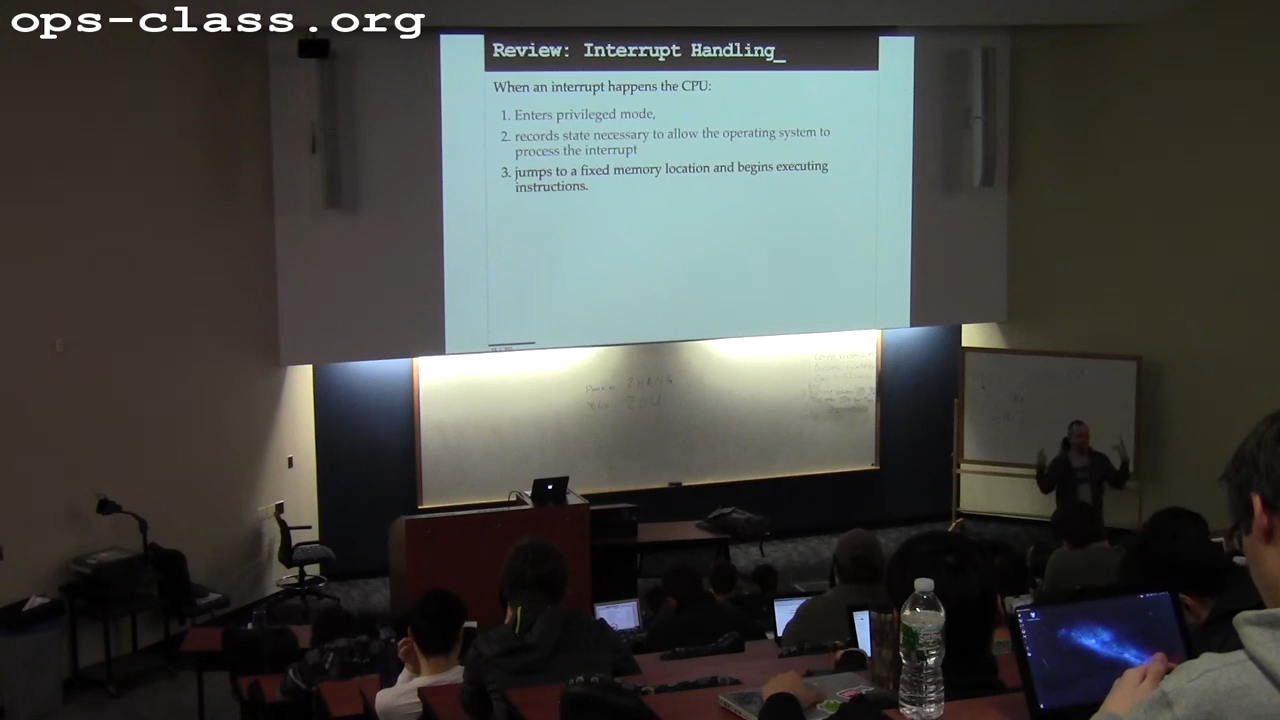 ops-class.org
Review: Interrupt Handling_
When an interrupt happens the CPU:
1. Enters privileged mode,
2. records state necessary to allow the operating system to
process the interrupt
3. jumps to a fixed memory location and begins executing
instructions.
ZHANG
ZOU